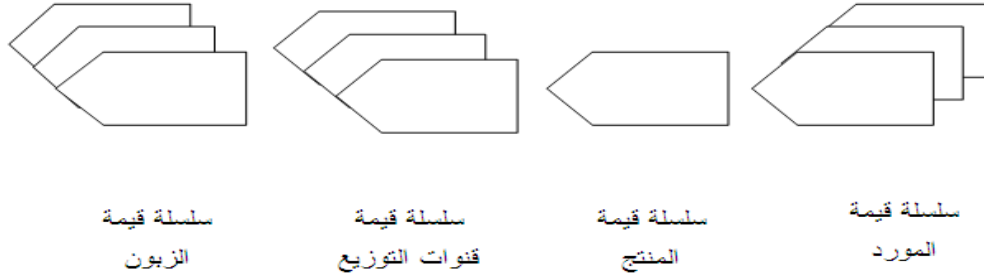 سلسلة قيمة
المورد
سلسلة قيمة
المنتج
سلسلة قيمة
قنوات التوزيع
سلسلة قيمة
الزبون